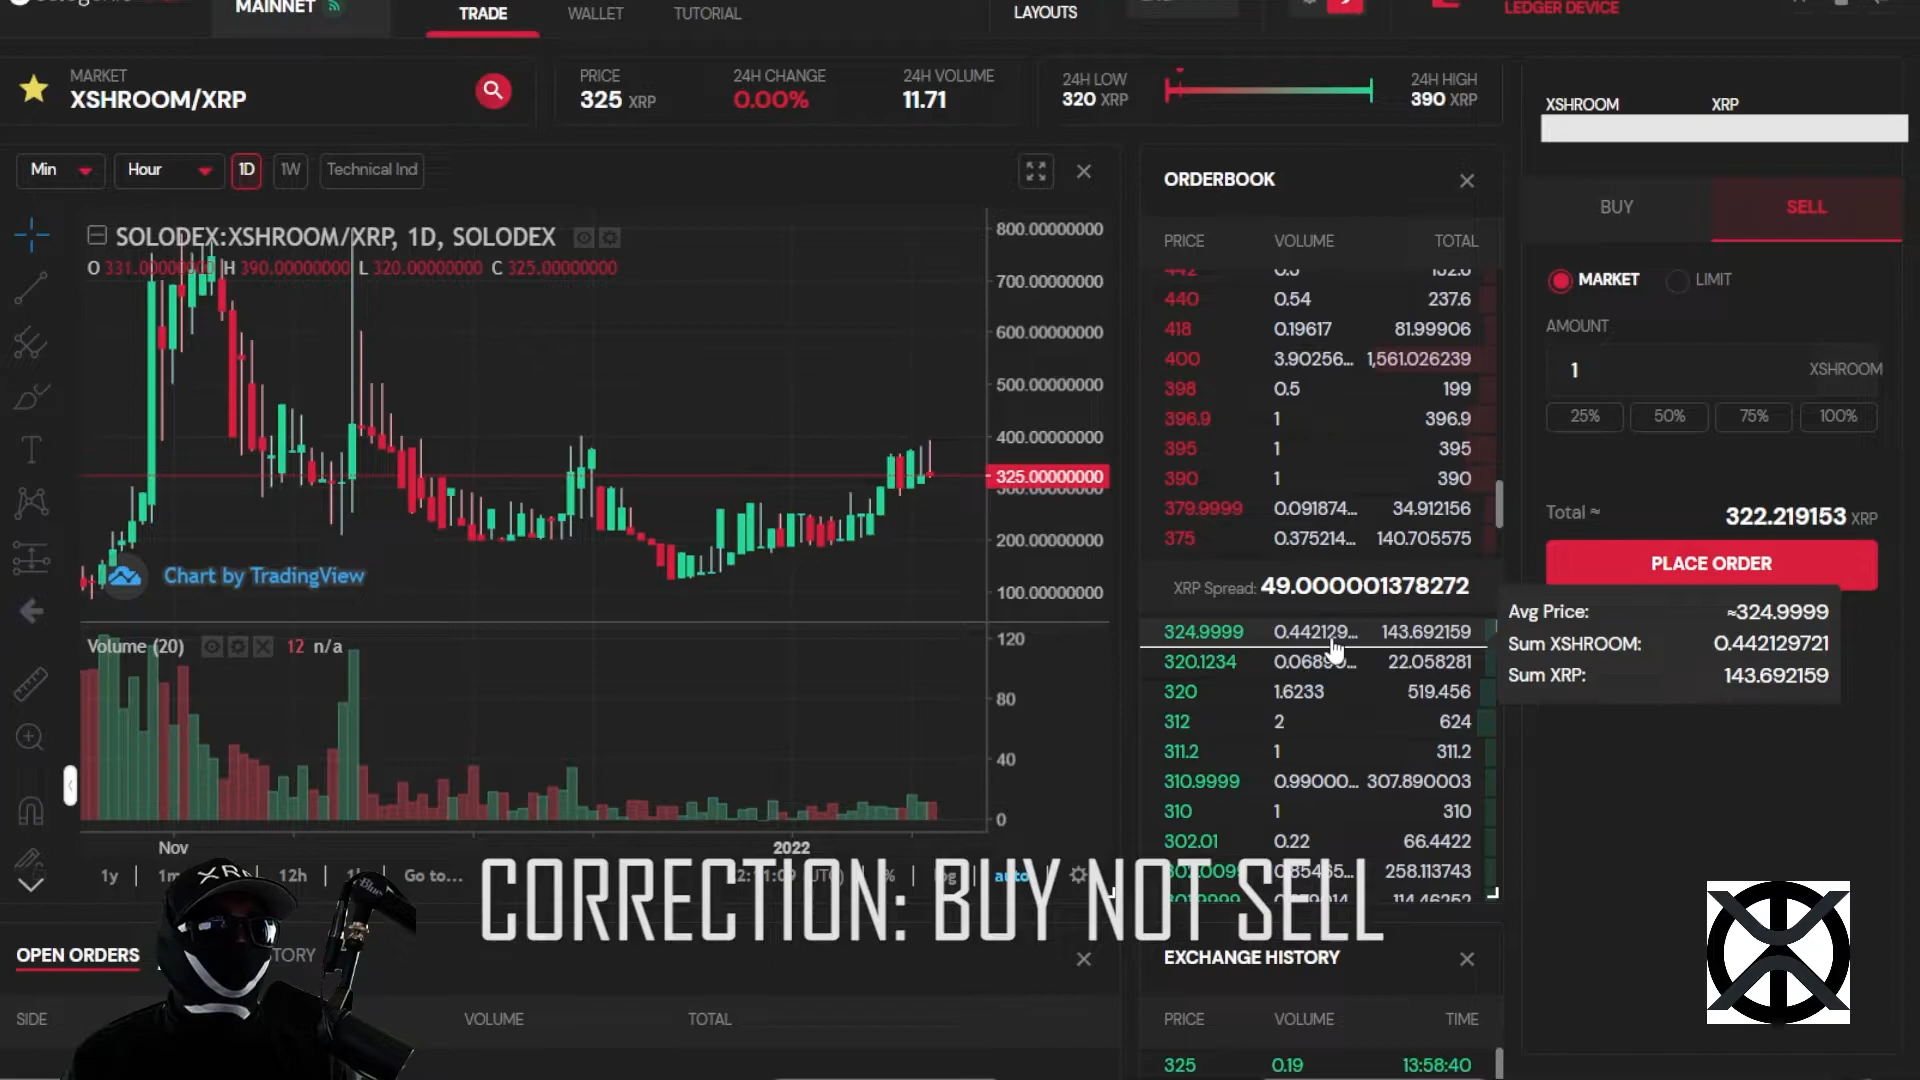 MAINNET
TRADE
WALLET
TUTORIAL
LAYOUTS
LEDGER DEVICE
MARKET
XSHROOM/XRP
PRICE
325 XRP
24H CHANGE
0.00%
24H VOLUME
11.71
24H LOW
320 XRP
24H HIGH
390 XRP
XSHROOM XRP
Min
Hour
1D
1W
Technical Ind
SOLODEX:XSHROOM/XRP, 1D, SOLODEX
H 390.00000000 L 320.00000000 C 325.00000000
800.00000000
700.00000000
600.00000000
500.00000000
400.00000000
325.00000000
300.00000000
200.00000000
100.00000000
Chart by TradingView
Volume (20) 12 n/a
120
80
40
0
Nov
2022
1y
12h
Go to...
auto
ORDERBOOK
PRICE VOLUME TOTAL
440 0.54 237.6
418 0.19617 81.99906
400 3.90256... 1,561.026239
398 0.5 199
396.9 1 396.9
395 1 395
390 1 390
379.9999 0.091874... 34.912156
375 0.375214... 140.705575
XRP Spread: 49.000001378272
324.9999 0.442129... 143.692159
320.1234 22.058281
320 1.6233 519.456
312 2 624
311.2 1 311.2
310.9999 0.99000... 307.890003
310 1 310
302.01 0.22 66.4422
258.113743
BUY
SELL
MARKET
LIMIT
AMOUNT
1 XSHROOM
25% 50% 75% 100%
Total ≈ 322.219153 XRP
PLACE ORDER
Avg Price: ≈324.9999
Sum XSHROOM: 0.442129721
Sum XRP: 143.692159
CORRECTION: BUY NOT SELL
OPEN ORDERS
SIDE
VOLUME
TOTAL
EXCHANGE HISTORY
PRICE VOLUME TIME
325 0.19 13:58:40